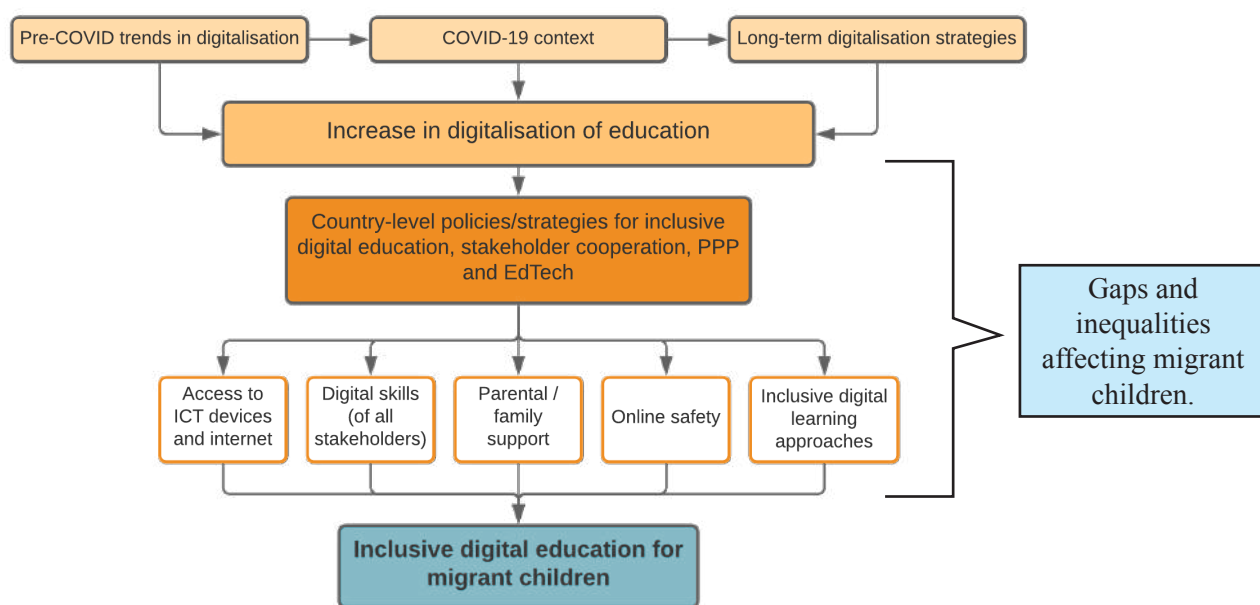 Pre-COVID trends in digitalisation
COVID-19 context
Long-term digitalisation strategies
Increase in digitalisation of education
Country-level policies/strategies for inclusive
digital education, stakeholder cooperation, PPP
and EdTech
Access to
ICT devices
and internet
Digital skills
(of all
stakeholders)
Parental /
family
support
Online safety
Inclusive digital
learning
approaches
Inclusive digital education for
migrant children
Gaps and
inequalities
affecting migrant
children.